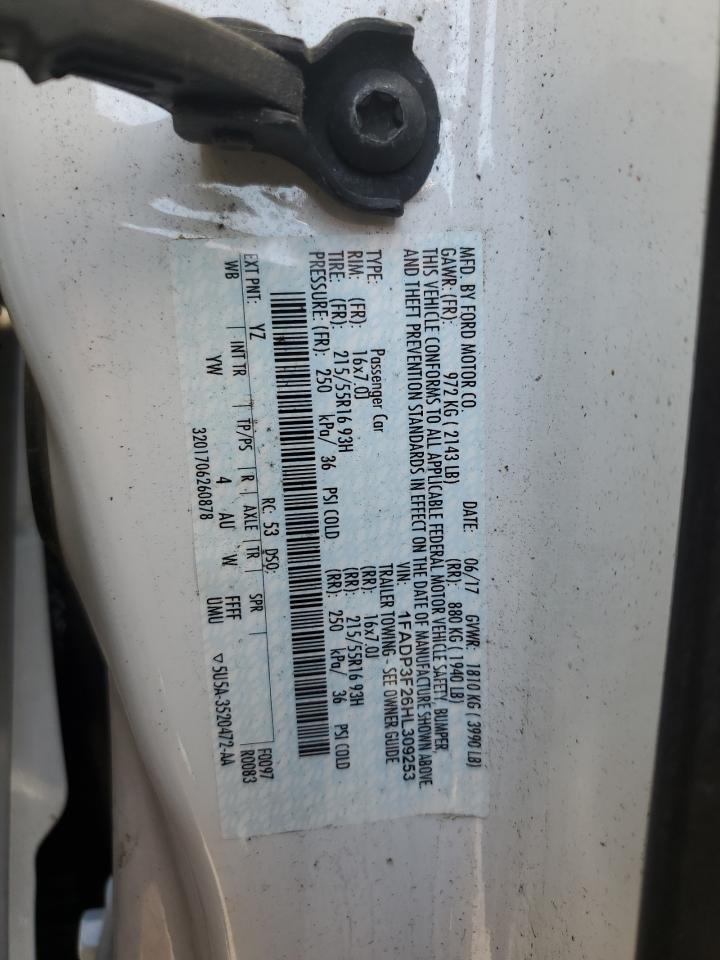 MFD. BY FORD MOTOR CO. DATE: 06/17 GVWR: 1810 KG ( 3990 LB)
GAWR: (FR): 972 KG ( 2143 LB) (RR): 880 KG ( 1940 LB)
THIS VEHICLE CONFORMS TO ALL APPLICABLE FEDERAL MOTOR VEHICLE SAFETY, BUMPER,
AND THEFT PREVENTION STANDARDS IN EFFECT ON THE DATE OF MANUFACTURE SHOWN ABOVE.
VIN: 1FADP3F26HL309253
TYPE: Passenger Car TRAILER TOWING - SEE OWNER GUIDE
RIM: (FR): 16x7.0J (RR): 16x7.0J
TIRE: (FR): 215/55R16 93H (RR): 215/55R16 93H
PRESSURE: (FR): 250 kPa/ 36 PSI COLD (RR): 250 kPa/ 36 PSI COLD
EXT PNT: YZ RC: 53 DSO: F0097
WB INT TR TP/PS R AXLE TR SPR R0083
YW 4 AU W FFFF
3201706260878 UMU ▽5U5A-3520472-AA